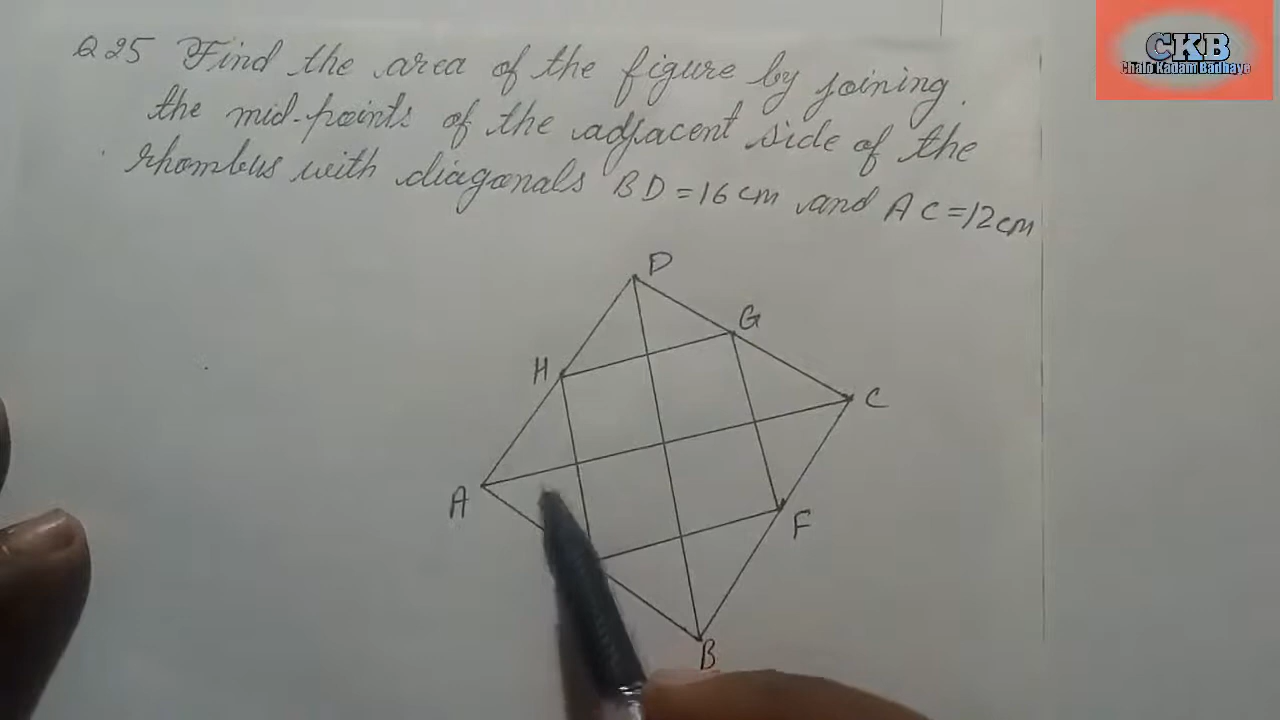 Q 25 Find the area of the figure by joining
the mid-points of the adjacent side of the
rhombus with diagonals BD = 16 cm and AC = 12 cm
D
G
H
C
A
F
B
CKB
Chalo Kadam Badhaye